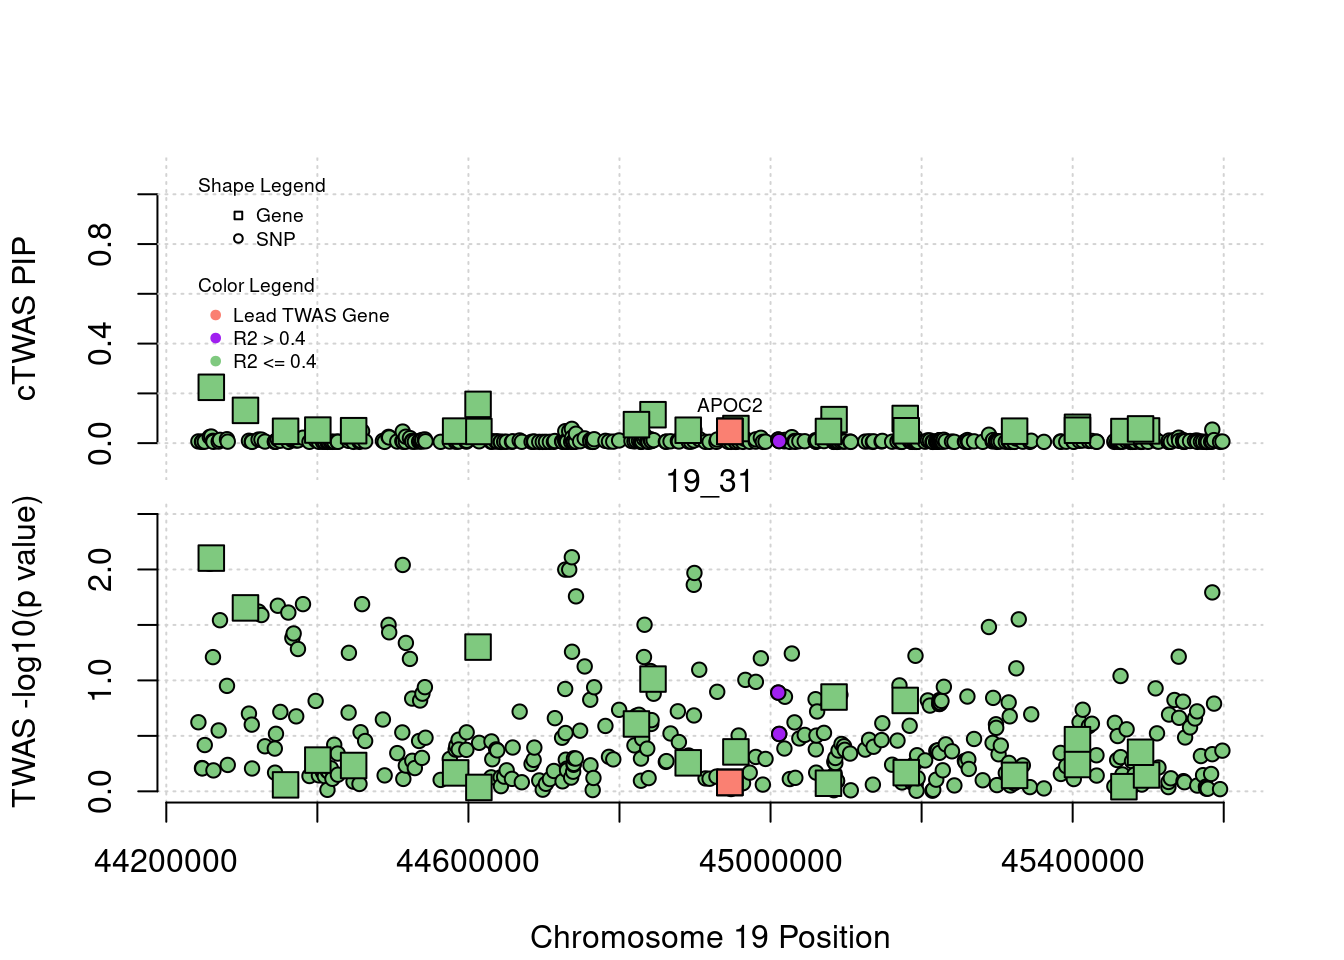 Shape Legend
Gene
SNP
Color Legend
Lead TWAS Gene
R2 > 0.4
R2 <= 0.4
cTWAS PIP
0.8
0.4
0.0
APOC2
19_31
TWAS -log10(p value)
2.0
1.0
0.0
44200000 44600000 45000000 45400000
Chromosome 19 Position